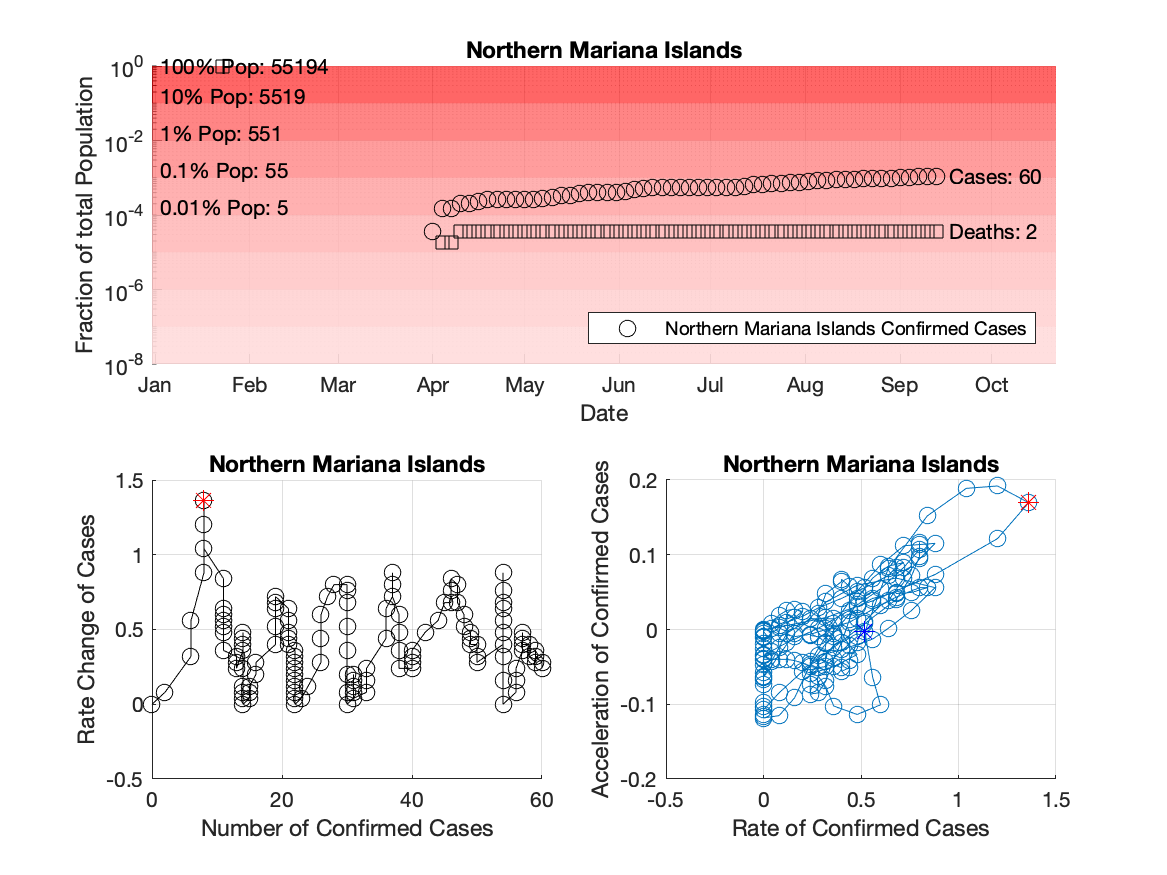 Northern Mariana Islands
10^0
10^-2
10^-4
10^-6
10^-8
Fraction of total Population
100% Pop: 55194
10% Pop: 5519
1% Pop: 551
0.1% Pop: 55
0.01% Pop: 5
Cases: 60
Deaths: 2
Northern Mariana Islands Confirmed Cases
Jan Feb Mar Apr May Jun Jul Aug Sep Oct
Date
Northern Mariana Islands
1.5
1
0.5
0
-0.5
Rate Change of Cases
0 20 40 60
Number of Confirmed Cases
Northern Mariana Islands
0.2
0.1
0
-0.1
-0.2
Acceleration of Confirmed Cases
-0.5 0 0.5 1 1.5
Rate of Confirmed Cases